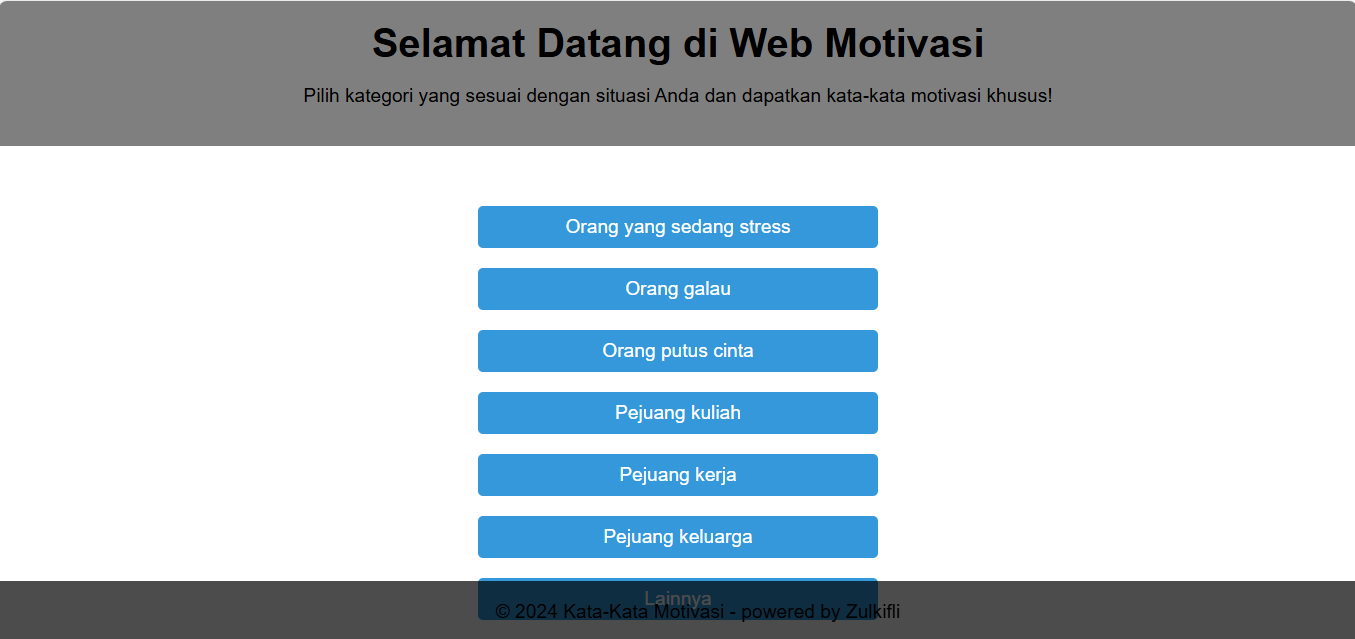 Selamat Datang di Web Motivasi
Pilih kategori yang sesuai dengan situasi Anda dan dapatkan kata-kata motivasi khusus!
Orang yang sedang stress
Orang galau
Orang putus cinta
Pejuang kuliah
Pejuang kerja
Pejuang keluarga
Lainnya
© 2024 Kata-Kata Motivasi - powered by Zulkifli